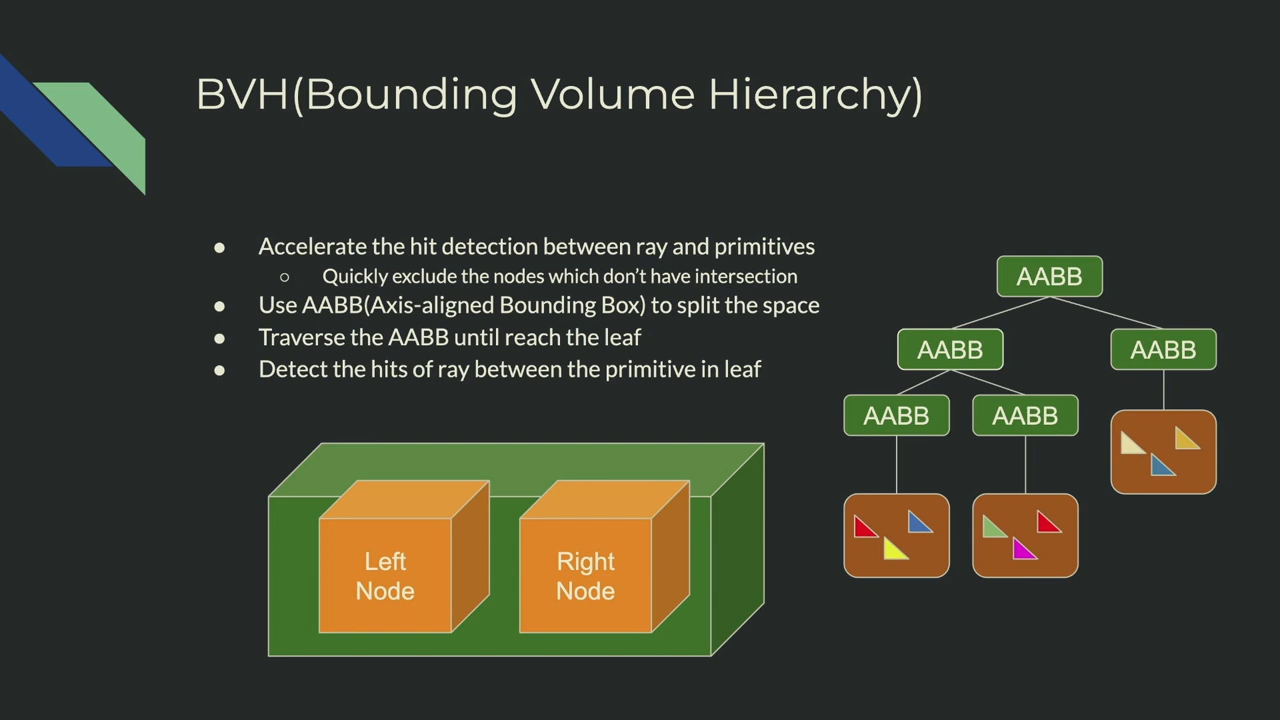 BVH(Bounding Volume Hierarchy)
● Accelerate the hit detection between ray and primitives
○ Quickly exclude the nodes which don't have intersection
● Use AABB(Axis-aligned Bounding Box) to split the space
● Traverse the AABB until reach the leaf
● Detect the hits of ray between the primitive in leaf
AABB
AABB
AABB
AABB
AABB
Left
Node
Right
Node